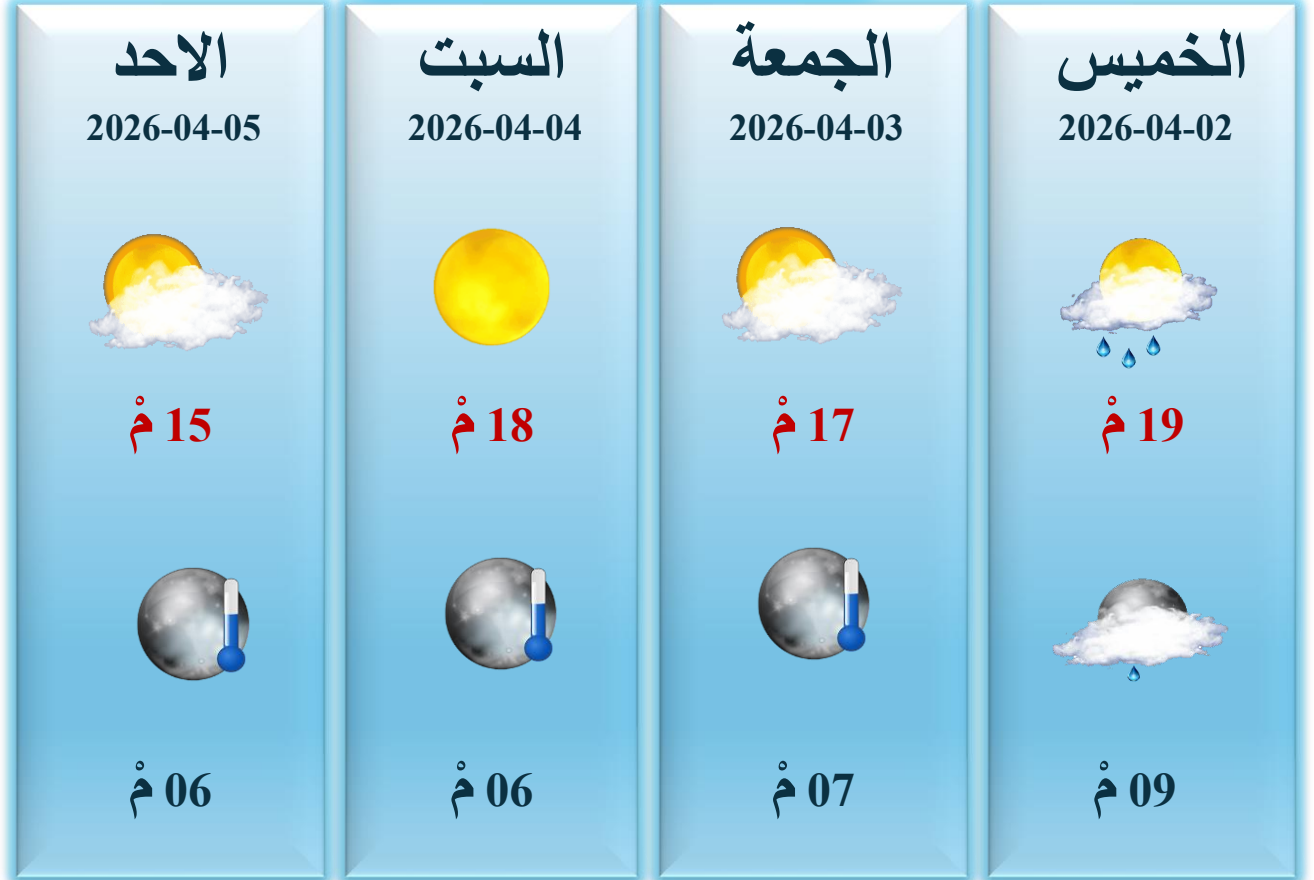 الخميس
2026-04-02
19 مْ
09 مْ
الجمعة
2026-04-03
17 مْ
07 مْ
السبت
2026-04-04
18 مْ
06 مْ
الاحد
2026-04-05
15 مْ
06 مْ